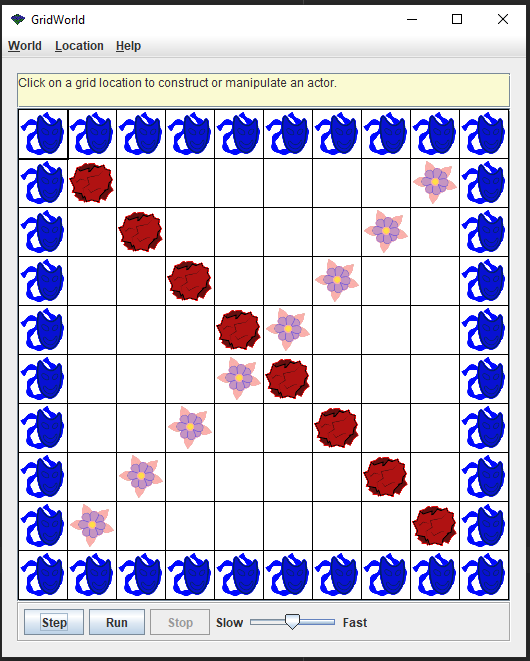 GridWorld
World Location Help
Click on a grid location to construct or manipulate an actor.
Step Run Stop Slow Fast